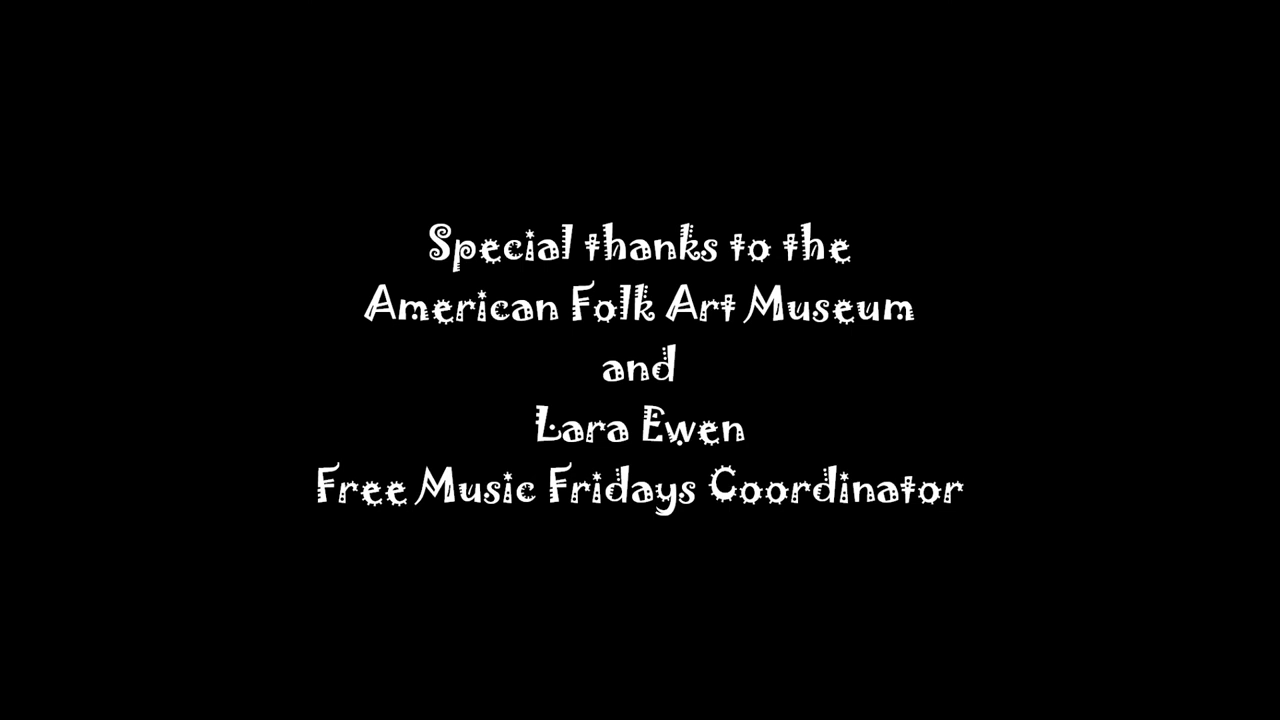 Special thanks to the
American Folk Art Museum
and
Lara Ewen
Free Music Fridays Coordinator